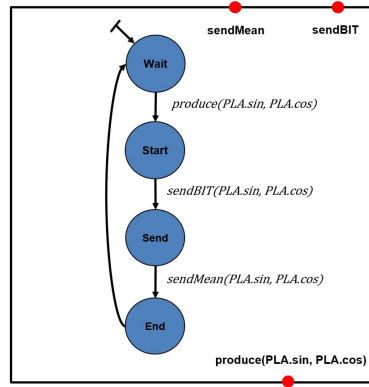 sendMean
sendBIT
Wait
produce(PLA.sin, PLA.cos)
Start
sendBIT(PLA.sin, PLA.cos)
Send
sendMean(PLA.sin, PLA.cos)
End
produce(PLA.sin, PLA.cos)